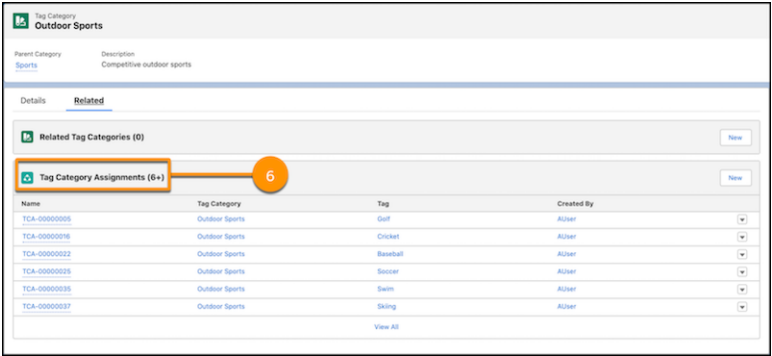 Tag Category
Outdoor Sports
Parent Category Description
Sports Competitive outdoor sports
Details Related
Related Tag Categories (0) New
Tag Category Assignments (6+) 6 New
Name Tag Category Tag Created By
TCA-00000005 Outdoor Sports Golf AUser
TCA-00000016 Outdoor Sports Cricket AUser
TCA-00000022 Outdoor Sports Baseball AUser
TCA-00000025 Outdoor Sports Soccer AUser
TCA-00000035 Outdoor Sports Swim AUser
TCA-00000037 Outdoor Sports Skiing AUser
View All